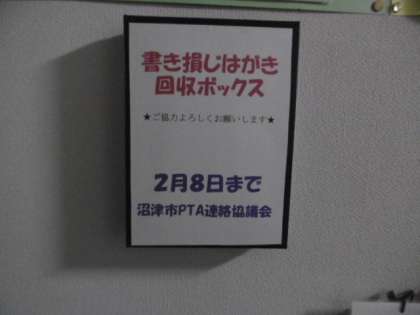 書き損じはがき
回収ボックス
★ご協力よろしくお願いします★
2月8日まで
沼津市PTA連絡協議会